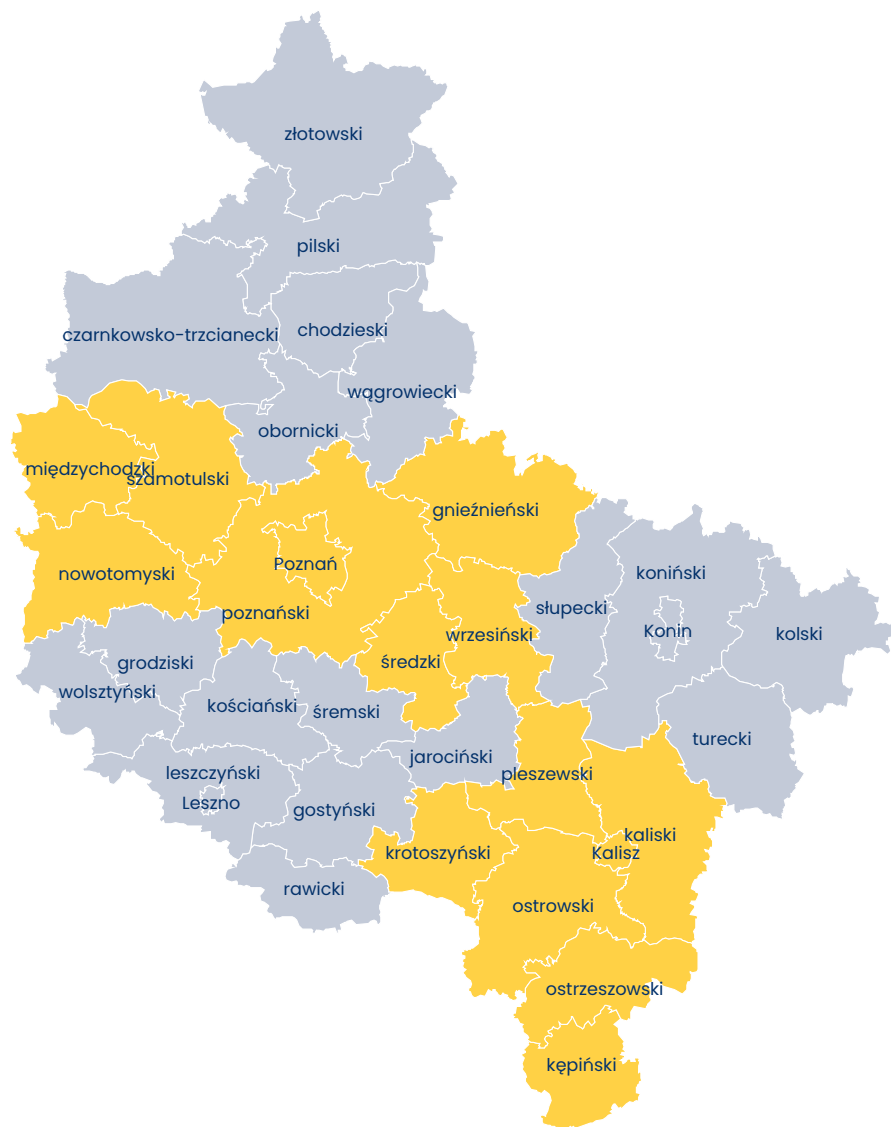 złotowski
pilski
czarnkowsko-trzcianecki
chodzieski
wągrowiecki
obornicki
międzychodzki
szamotulski
gnieźnieński
nowotomyski
Poznań
koniński
poznański
słupecki
wrzesiński
Konin
kolski
grodziski
średzki
wolsztyński
kościański
śremski
turecki
jarociński
leszczyński
pleszewski
Leszno
gostyński
kaliski
krotoszyński
Kalisz
rawicki
ostrowski
ostrzeszowski
kępiński